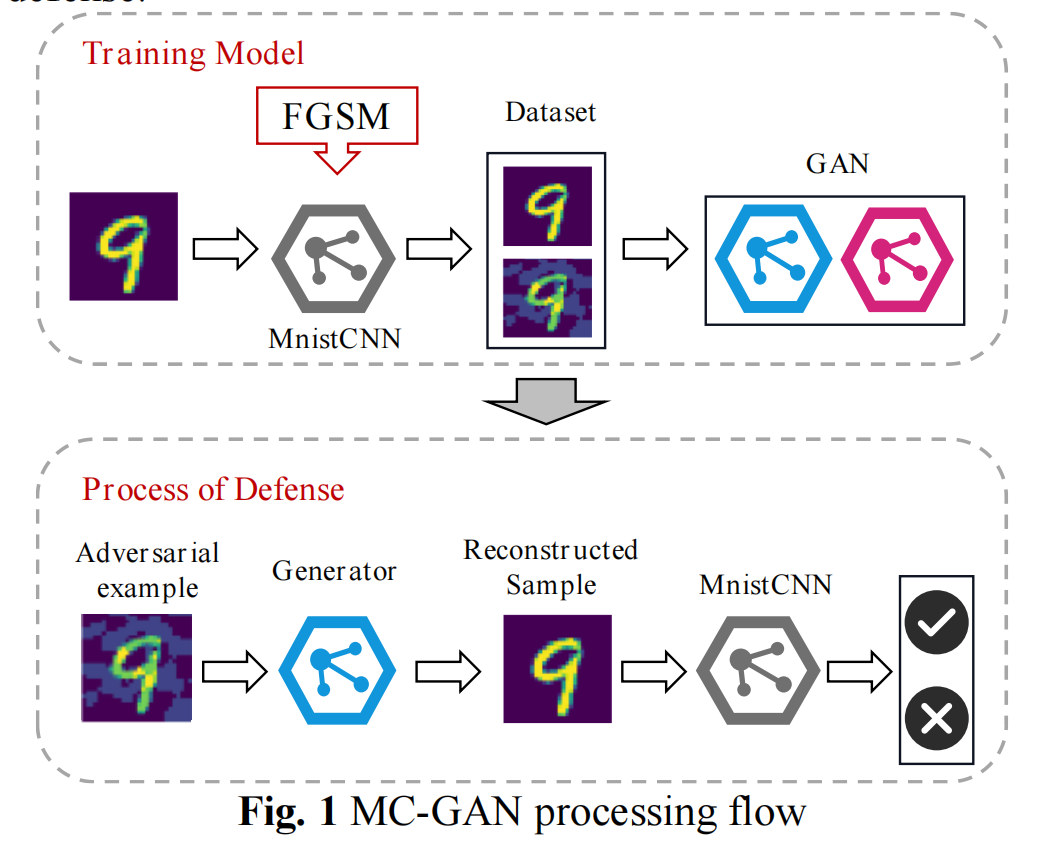 defense.
Training Model
FGSM
Dataset
GAN
MnistCNN
Process of Defense
Adversarial
example
Generator
Reconstructed
Sample
MnistCNN
Fig. 1 MC-GAN processing flow